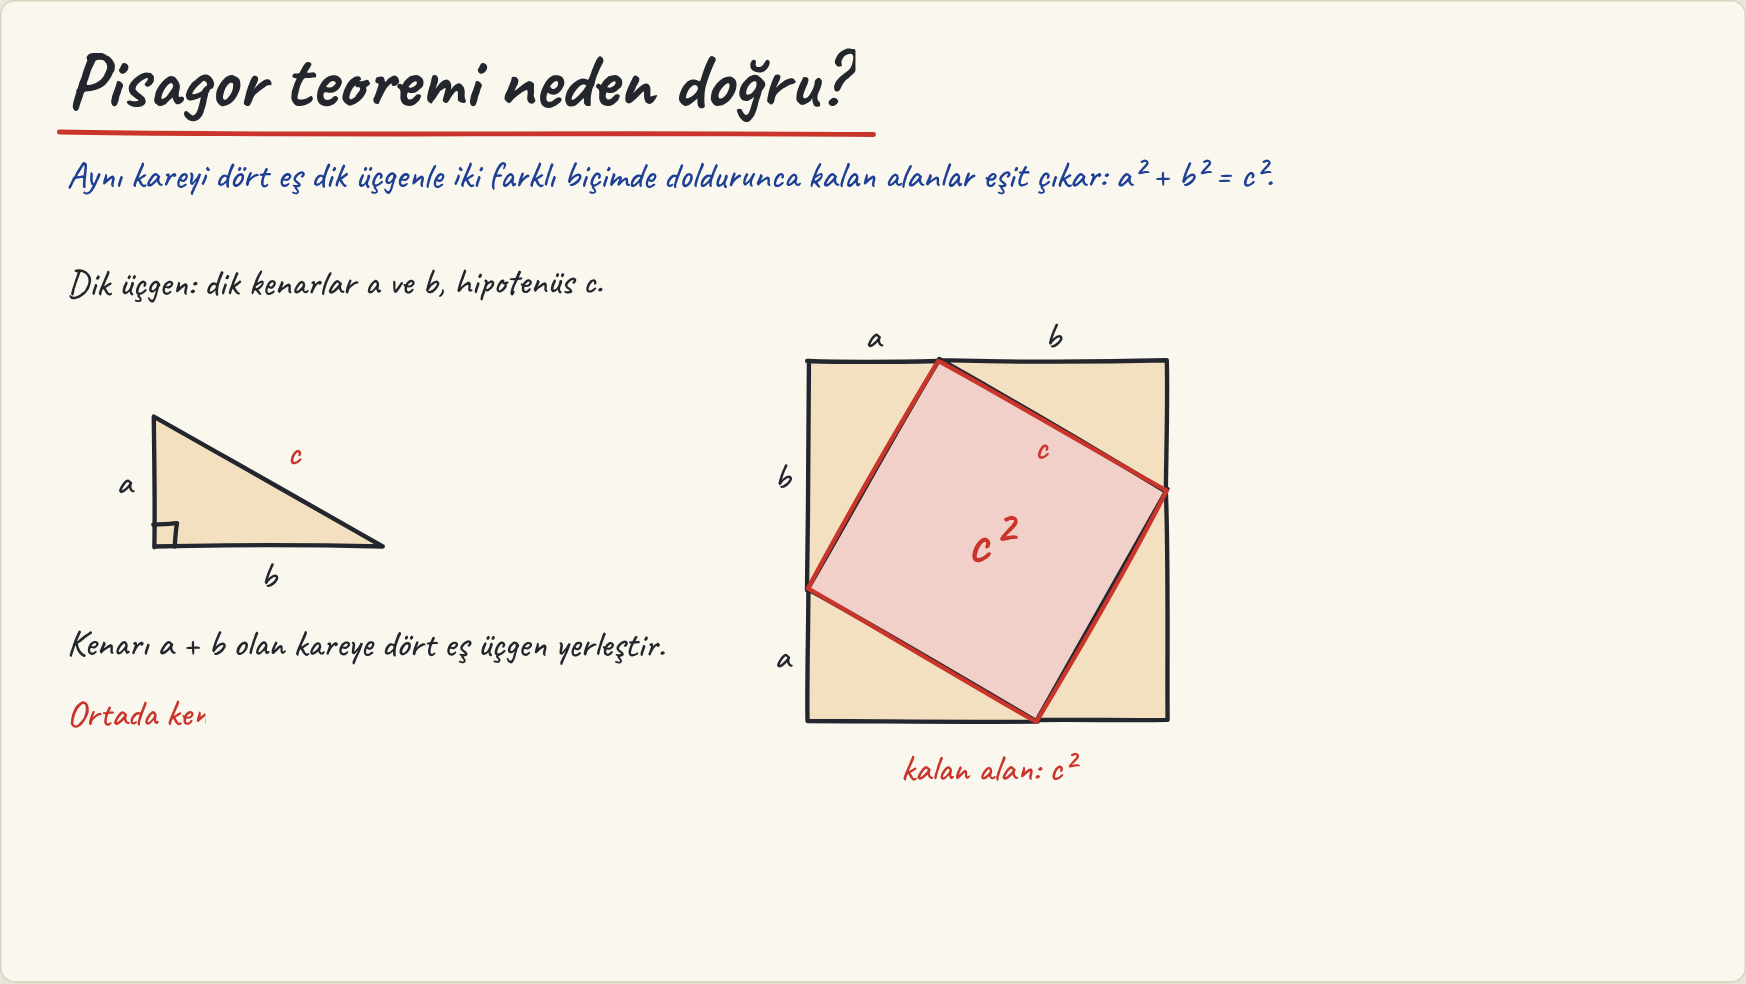 Pisagor teoremi neden doğru?
Aynı kareyi dört eş dik üçgenle iki farklı biçimde doldurunca kalan alanlar eşit çıkar: a² + b² = c².
Dik üçgen: dik kenarlar a ve b, hipotenüs c.
a
c
b
Kenarı a + b olan kareye dört eş üçgen yerleştir.
Ortada
a
b
b
c
c²
a
kalan alan: c²